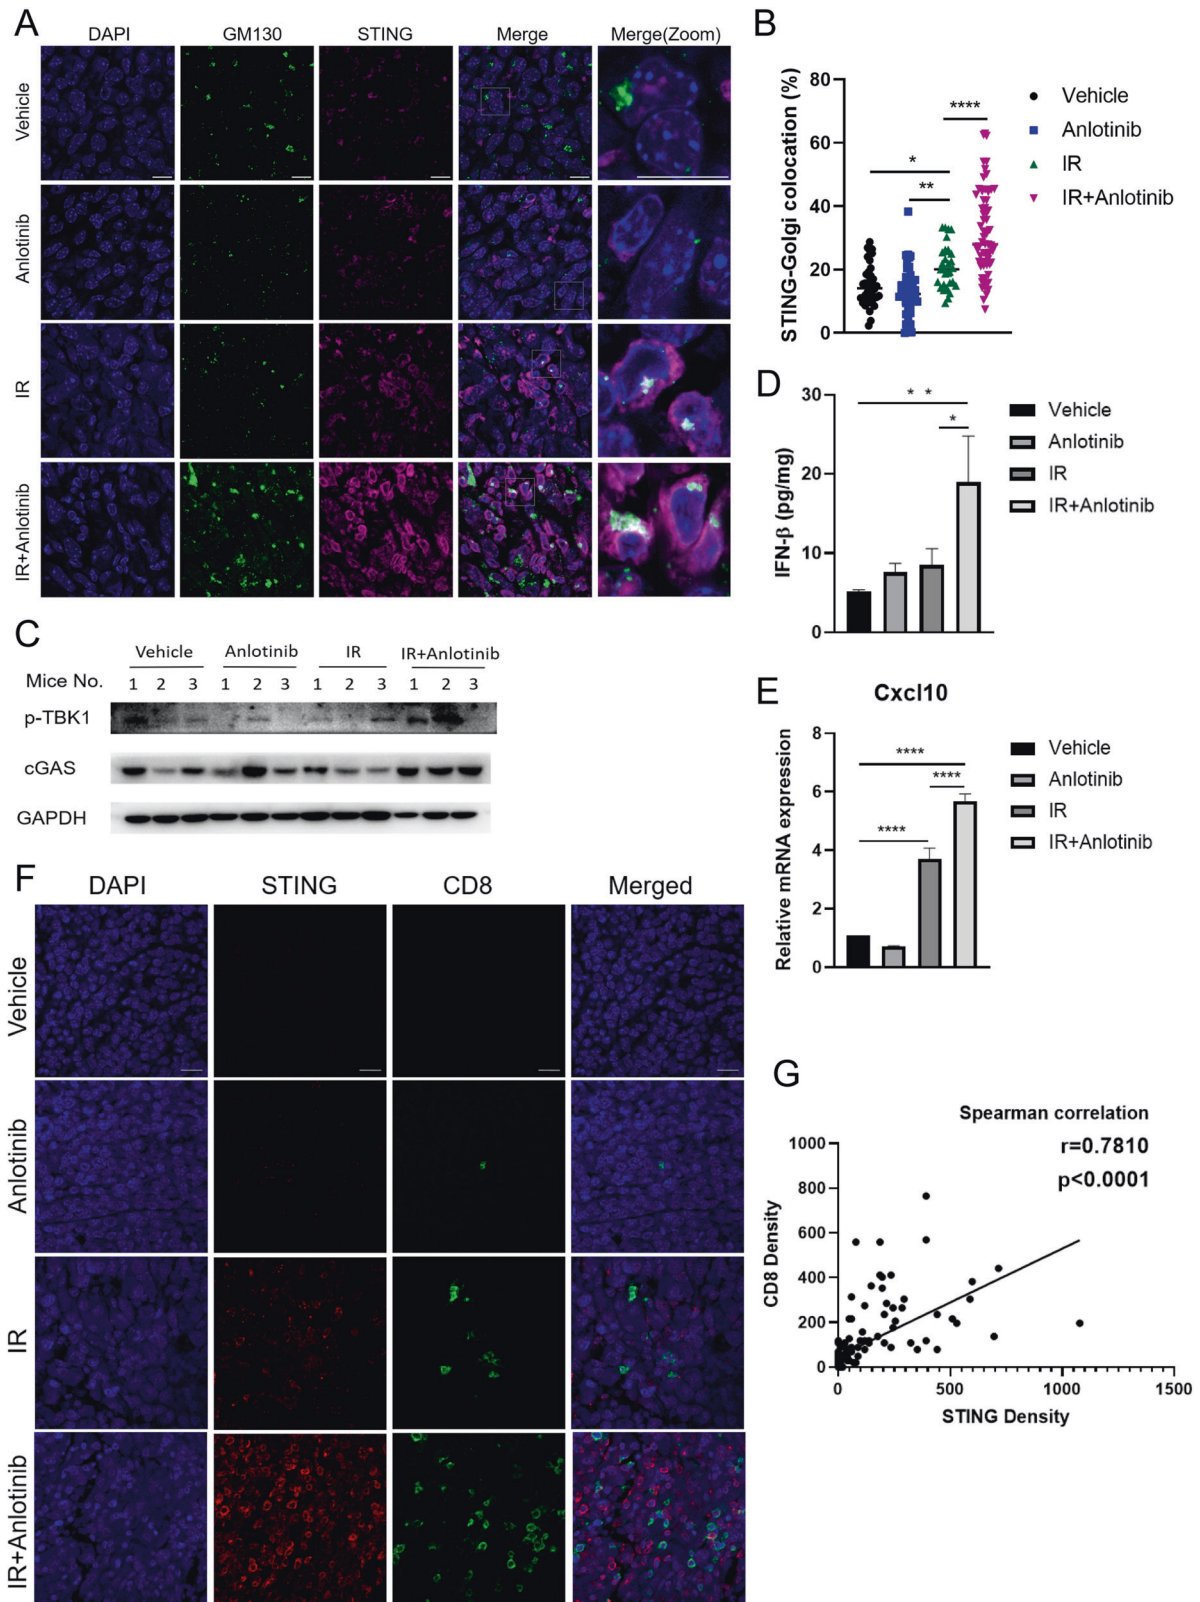 A
DAPI GM130 STING Merge Merge(Zoom)
Vehicle
Anlotinib
IR
IR+Anlotinib
B
STING-Golgi colocation (%)
80
60
40
20
0
****
*
**
Vehicle
Anlotinib
IR
IR+Anlotinib
C
Vehicle Anlotinib IR IR+Anlotinib
Mice No. 1 2 3 1 2 3 1 2 3 1 2 3
p-TBK1
cGAS
GAPDH
D
IFN-β (pg/mg)
30
20
10
0
* *
*
Vehicle
Anlotinib
IR
IR+Anlotinib
E
Cxcl10
Relative mRNA expression
8
6
4
2
0
****
****
****
Vehicle
Anlotinib
IR
IR+Anlotinib
F
DAPI STING CD8 Merged
Vehicle
Anlotinib
IR
IR+Anlotinib
G
Spearman correlation
r=0.7810
p<0.0001
CD8 Density
1000
800
600
400
200
0
0 500 1000 1500
STING Density